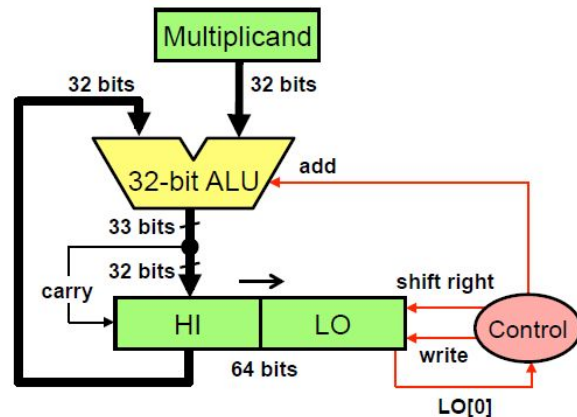 Multiplicand
32 bits
32 bits
add
32-bit ALU
33 bits
32 bits
carry
shift right
HI
LO
Control
write
64 bits
LO[0]